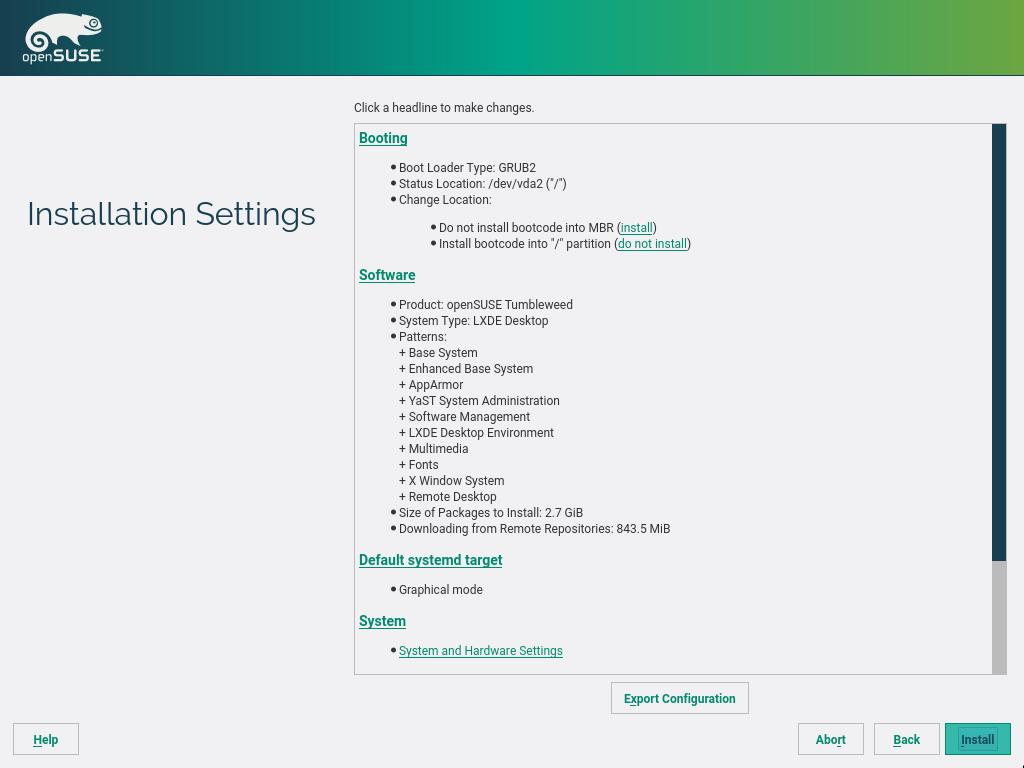 openSUSE
Click a headline to make changes.
Installation Settings
Booting
Boot Loader Type: GRUB2
Status Location: /dev/vda2 ("/")
Change Location:
Do not install bootcode into MBR (install)
Install bootcode into "/" partition (do not install)
Software
Product: openSUSE Tumbleweed
System Type: LXDE Desktop
Patterns:
+ Base System
+ Enhanced Base System
+ AppArmor
+ YaST System Administration
+ Software Management
+ LXDE Desktop Environment
+ Multimedia
+ Fonts
+ X Window System
+ Remote Desktop
Size of Packages to Install: 2.7 GiB
Downloading from Remote Repositories: 843.5 MiB
Default systemd target
Graphical mode
System
System and Hardware Settings
Export Configuration
Help
Abort
Back
Install